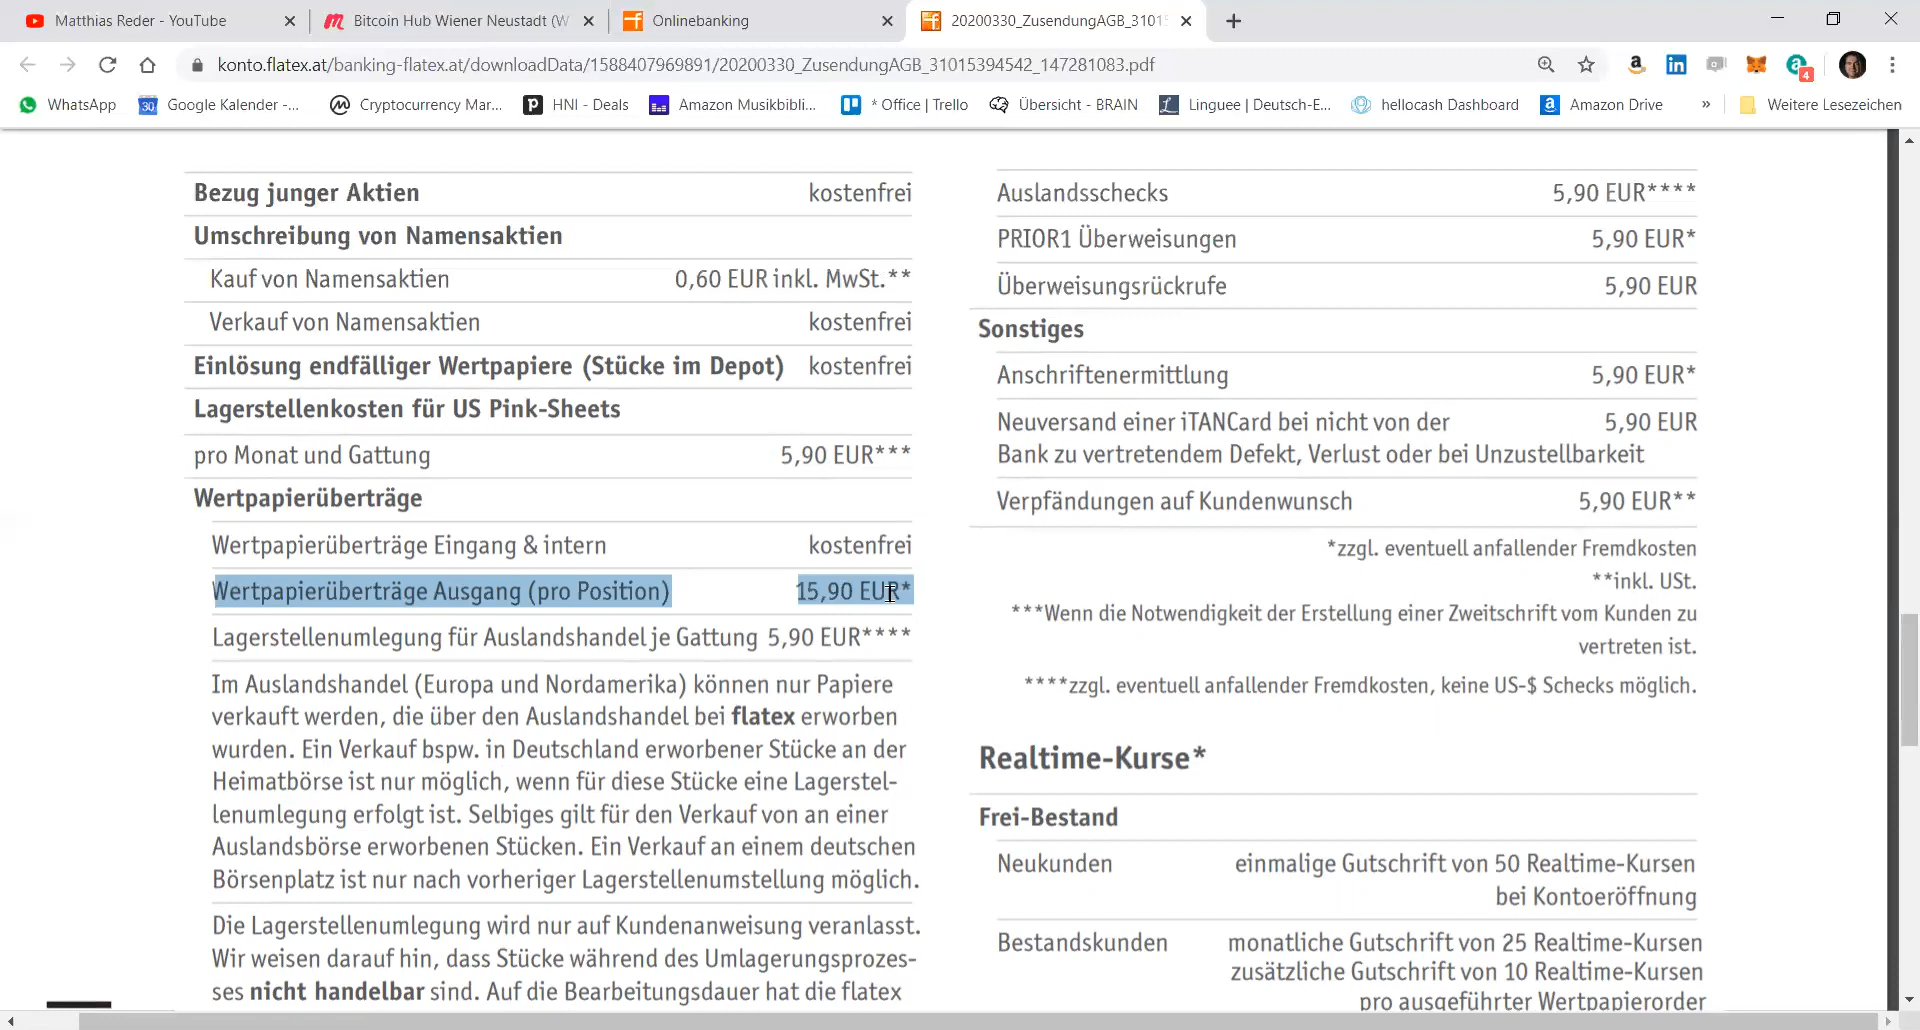 Matthias Reder - YouTube
Bitcoin Hub Wiener Neustadt (W
Onlinebanking
20200330_ZusendungAGB_3101
konto.flatex.at/banking-flatex.at/downloadData/1588407969891/20200330_ZusendungAGB_31015394542_147281083.pdf
4
WhatsApp
30
Google Kalender -...
Cryptocurrency Mar...
HNI - Deals
Amazon Musikbibli...
* Office | Trello
Übersicht - BRAIN
Linguee | Deutsch-E...
hellocash Dashboard
Amazon Drive
»
Weitere Lesezeichen
Bezug junger Aktien kostenfrei
Umschreibung von Namensaktien
Kauf von Namensaktien 0,60 EUR inkl. MwSt.**
Verkauf von Namensaktien kostenfrei
Einlösung endfälliger Wertpapiere (Stücke im Depot) kostenfrei
Lagerstellenkosten für US Pink-Sheets
pro Monat und Gattung 5,90 EUR***
Wertpapierüberträge
Wertpapierüberträge Eingang & intern kostenfrei
Wertpapierüberträge Ausgang (pro Position) 15,90 EUR*
Lagerstellenumlegung für Auslandshandel je Gattung 5,90 EUR****
Im Auslandshandel (Europa und Nordamerika) können nur Papiere
verkauft werden, die über den Auslandshandel bei flatex erworben
wurden. Ein Verkauf bspw. in Deutschland erworbener Stücke an der
Heimatbörse ist nur möglich, wenn für diese Stücke eine Lagerstel-
lenumlegung erfolgt ist. Selbiges gilt für den Verkauf von an einer
Auslandsbörse erworbenen Stücken. Ein Verkauf an einem deutschen
Börsenplatz ist nur nach vorheriger Lagerstellenumstellung möglich.
Die Lagerstellenumlegung wird nur auf Kundenanweisung veranlasst.
Wir weisen darauf hin, dass Stücke während des Umlagerungsprozes-
ses nicht handelbar sind. Auf die Bearbeitungsdauer hat die flatex
Auslandsschecks 5,90 EUR****
PRIOR1 Überweisungen 5,90 EUR*
Überweisungsrückrufe 5,90 EUR
Sonstiges
Anschriftenermittlung 5,90 EUR*
Neuversand einer iTANCard bei nicht von der 5,90 EUR
Bank zu vertretendem Defekt, Verlust oder bei Unzustellbarkeit
Verpfändungen auf Kundenwunsch 5,90 EUR**
*zzgl. eventuell anfallender Fremdkosten
**inkl. USt.
***Wenn die Notwendigkeit der Erstellung einer Zweitschrift vom Kunden zu
vertreten ist.
****zzgl. eventuell anfallender Fremdkosten, keine US-$ Schecks möglich.
Realtime-Kurse*
Frei-Bestand
Neukunden einmalige Gutschrift von 50 Realtime-Kursen
bei Kontoeröffnung
Bestandskunden monatliche Gutschrift von 25 Realtime-Kursen
zusätzliche Gutschrift von 10 Realtime-Kursen
pro ausgeführter Wertpapierorder